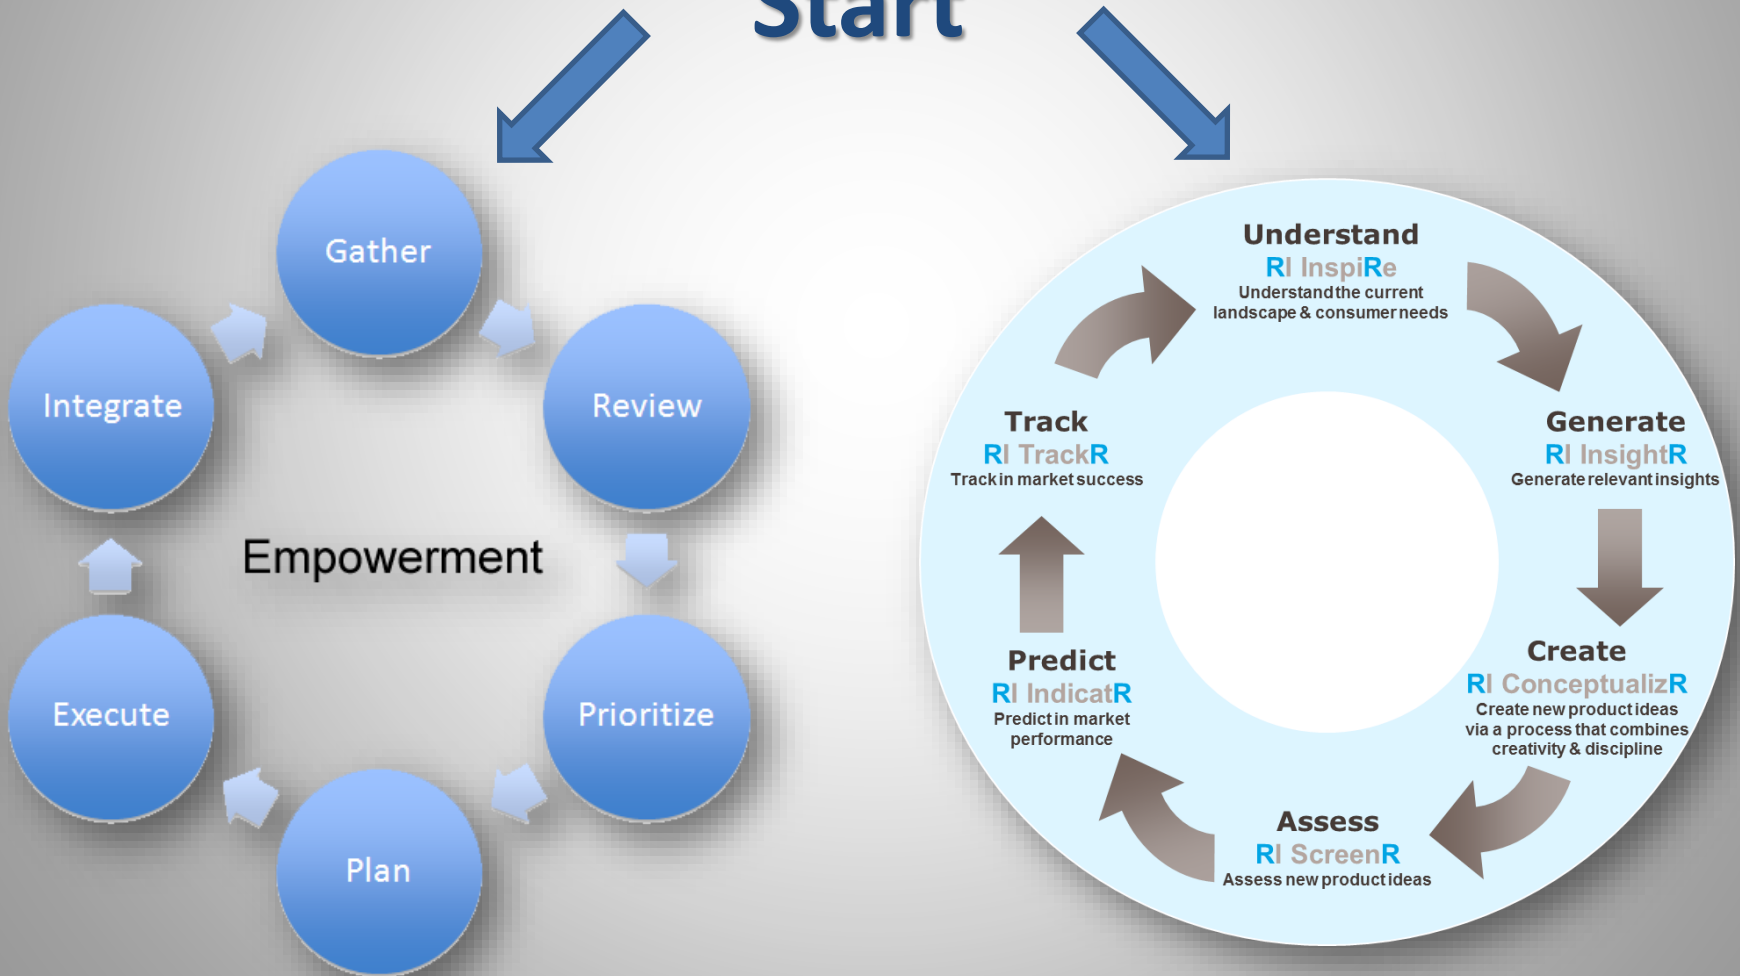 Start
Gather
Review
Prioritize
Plan
Execute
Integrate
Empowerment
Understand
RI InspiRe
Understand the current
landscape & consumer needs
Generate
RI InsightR
Generate relevant insights
Create
RI ConceptualizR
Create new product ideas
via a process that combines
creativity & discipline
Assess
RI ScreenR
Assess new product ideas
Predict
RI IndicatR
Predict in market
performance
Track
RI TrackR
Track in market success